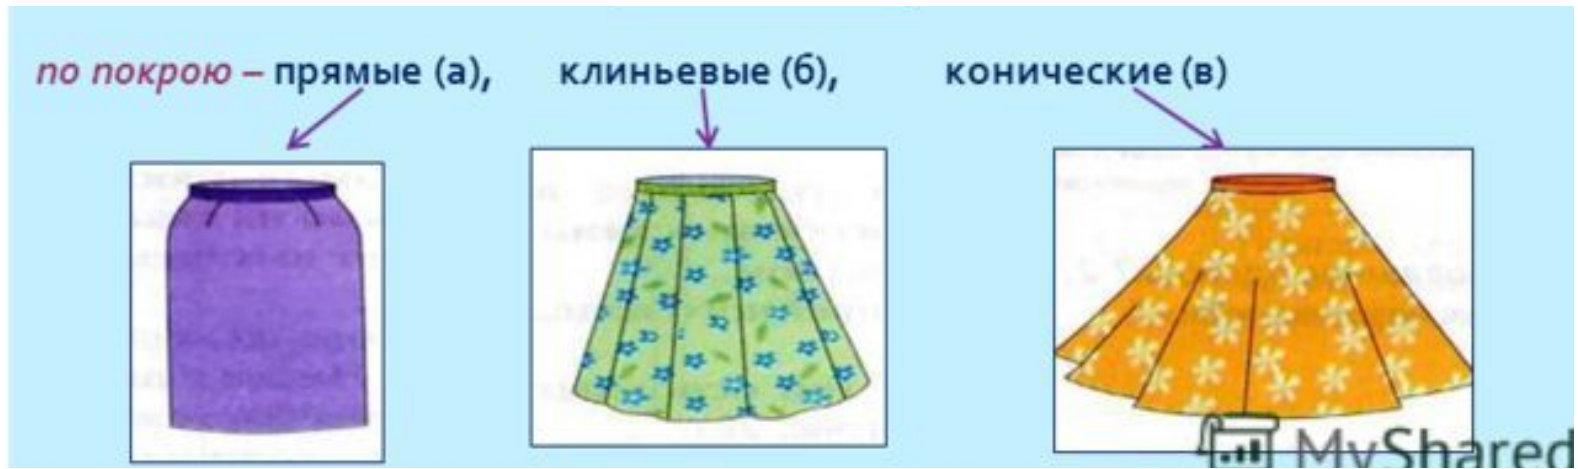 по покрою – прямые (а), клиньевые (б), конические (в)
MyShared